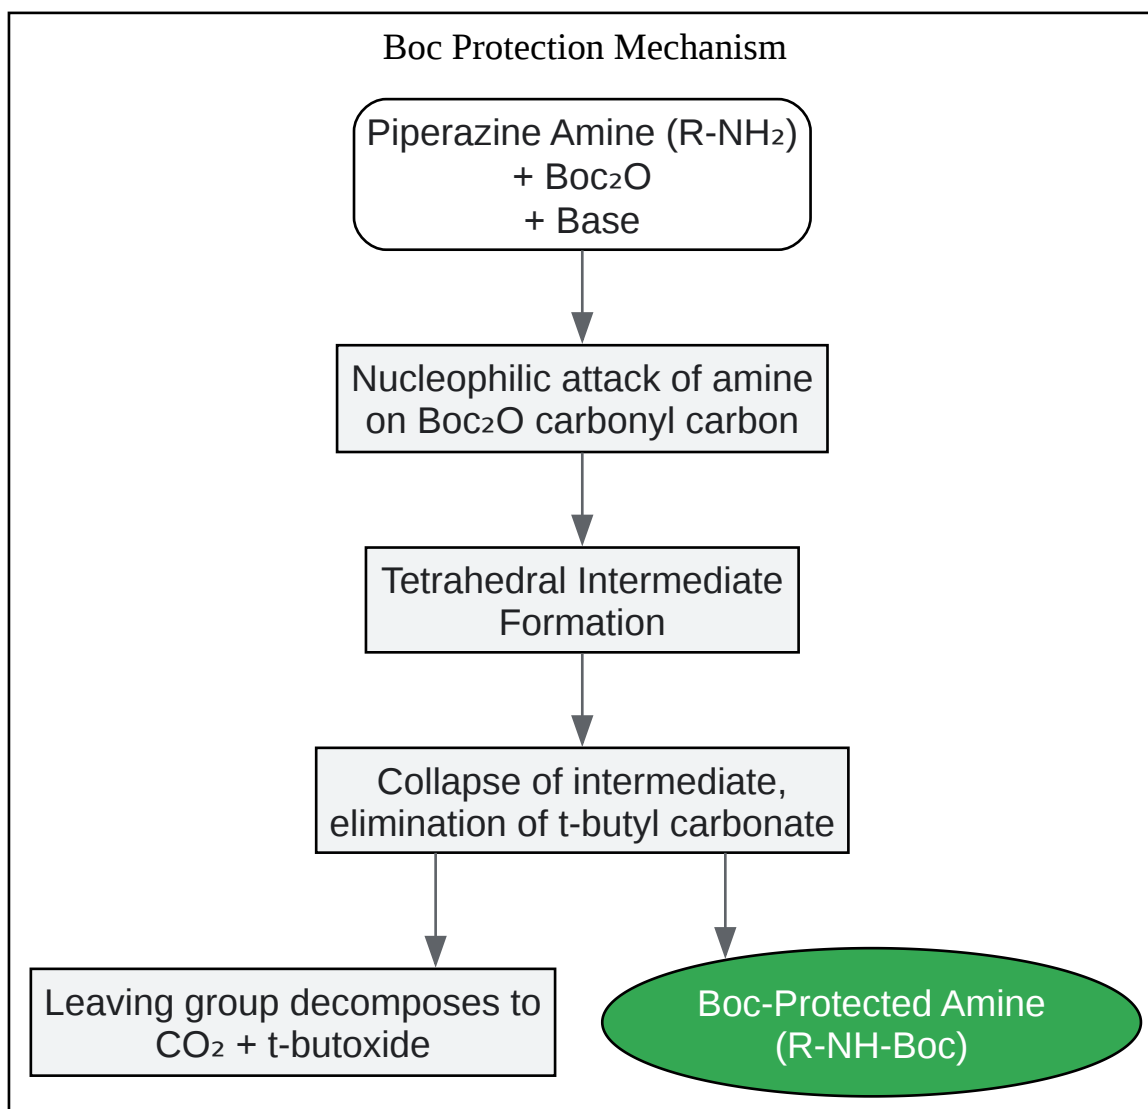 Boc Protection Mechanism
Piperazine Amine (R-NH₂)
+ Boc₂O
+ Base
Nucleophilic attack of amine
on Boc₂O carbonyl carbon
Tetrahedral Intermediate
Formation
Collapse of intermediate,
elimination of t-butyl carbonate
Leaving group decomposes to
CO₂ + t-butoxide
Boc-Protected Amine
(R-NH-Boc)